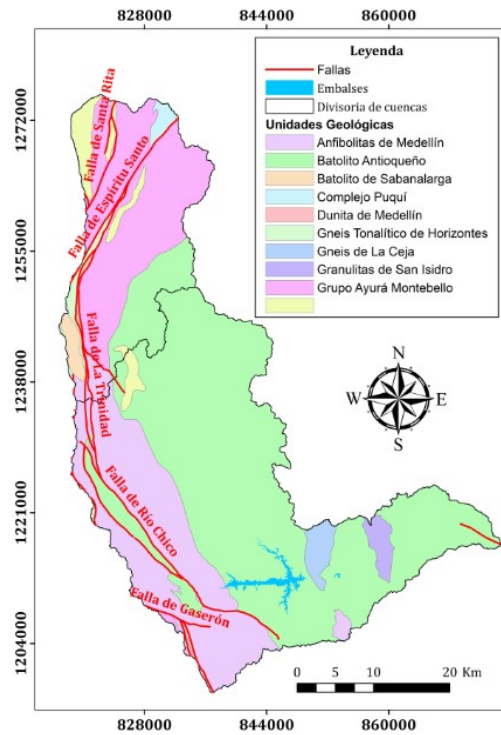 828000 844000 860000
Leyenda
Fallas
Embalses
Divisoria de cuencas
Unidades Geológicas
Anfibolitas de Medellín
Batolito Antioqueño
Batolito de Sabanalarga
Complejo Puquí
Dunita de Medellín
Gneis Tonalítico de Horizontes
Gneis de La Ceja
Granulitas de San Isidro
Grupo Ayurá Montebello
1272000
1255000
1238000
1221000
1204000
Falla de Santa Rita
Falla de Espíritu Santo
Falla de La Trinidad
Falla de Río Chico
Falla de Gaserón
N
W E
S
0 5 10 20 Km
828000 844000 860000